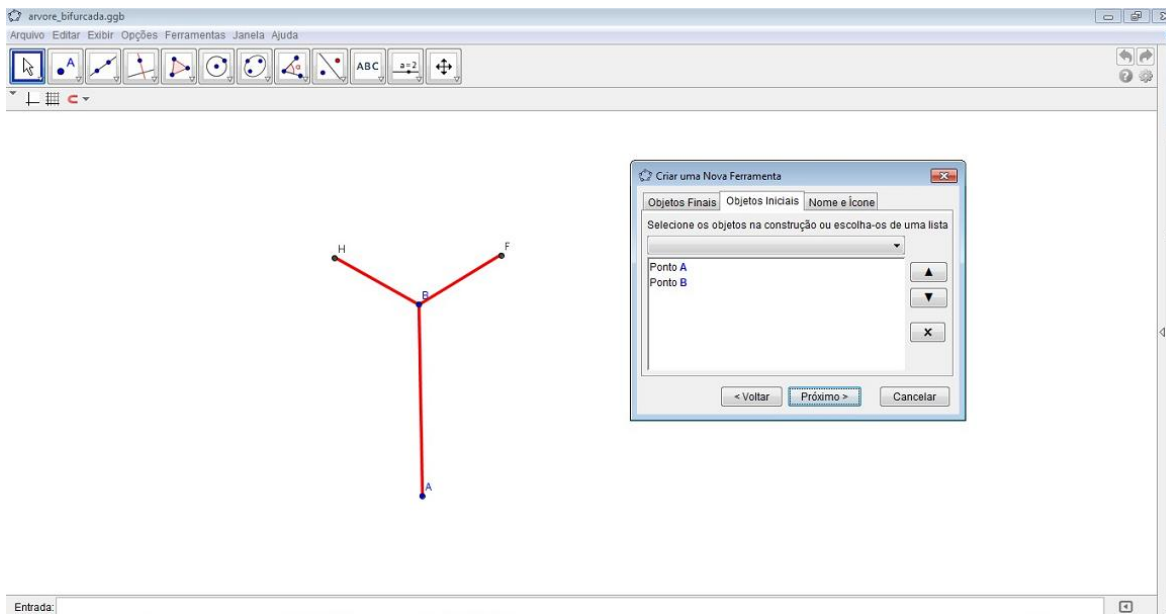 arvore_bifurcada.ggb
Arquivo Editar Exibir Opções Ferramentas Janela Ajuda
A
ABC
a=2
Criar uma Nova Ferramenta
Objetos Finais Objetos Iniciais Nome e Ícone
Selecione os objetos na construção ou escolha-os de uma lista
Ponto A
Ponto B
< Voltar Próximo > Cancelar
H
F
B
A
Entrada: